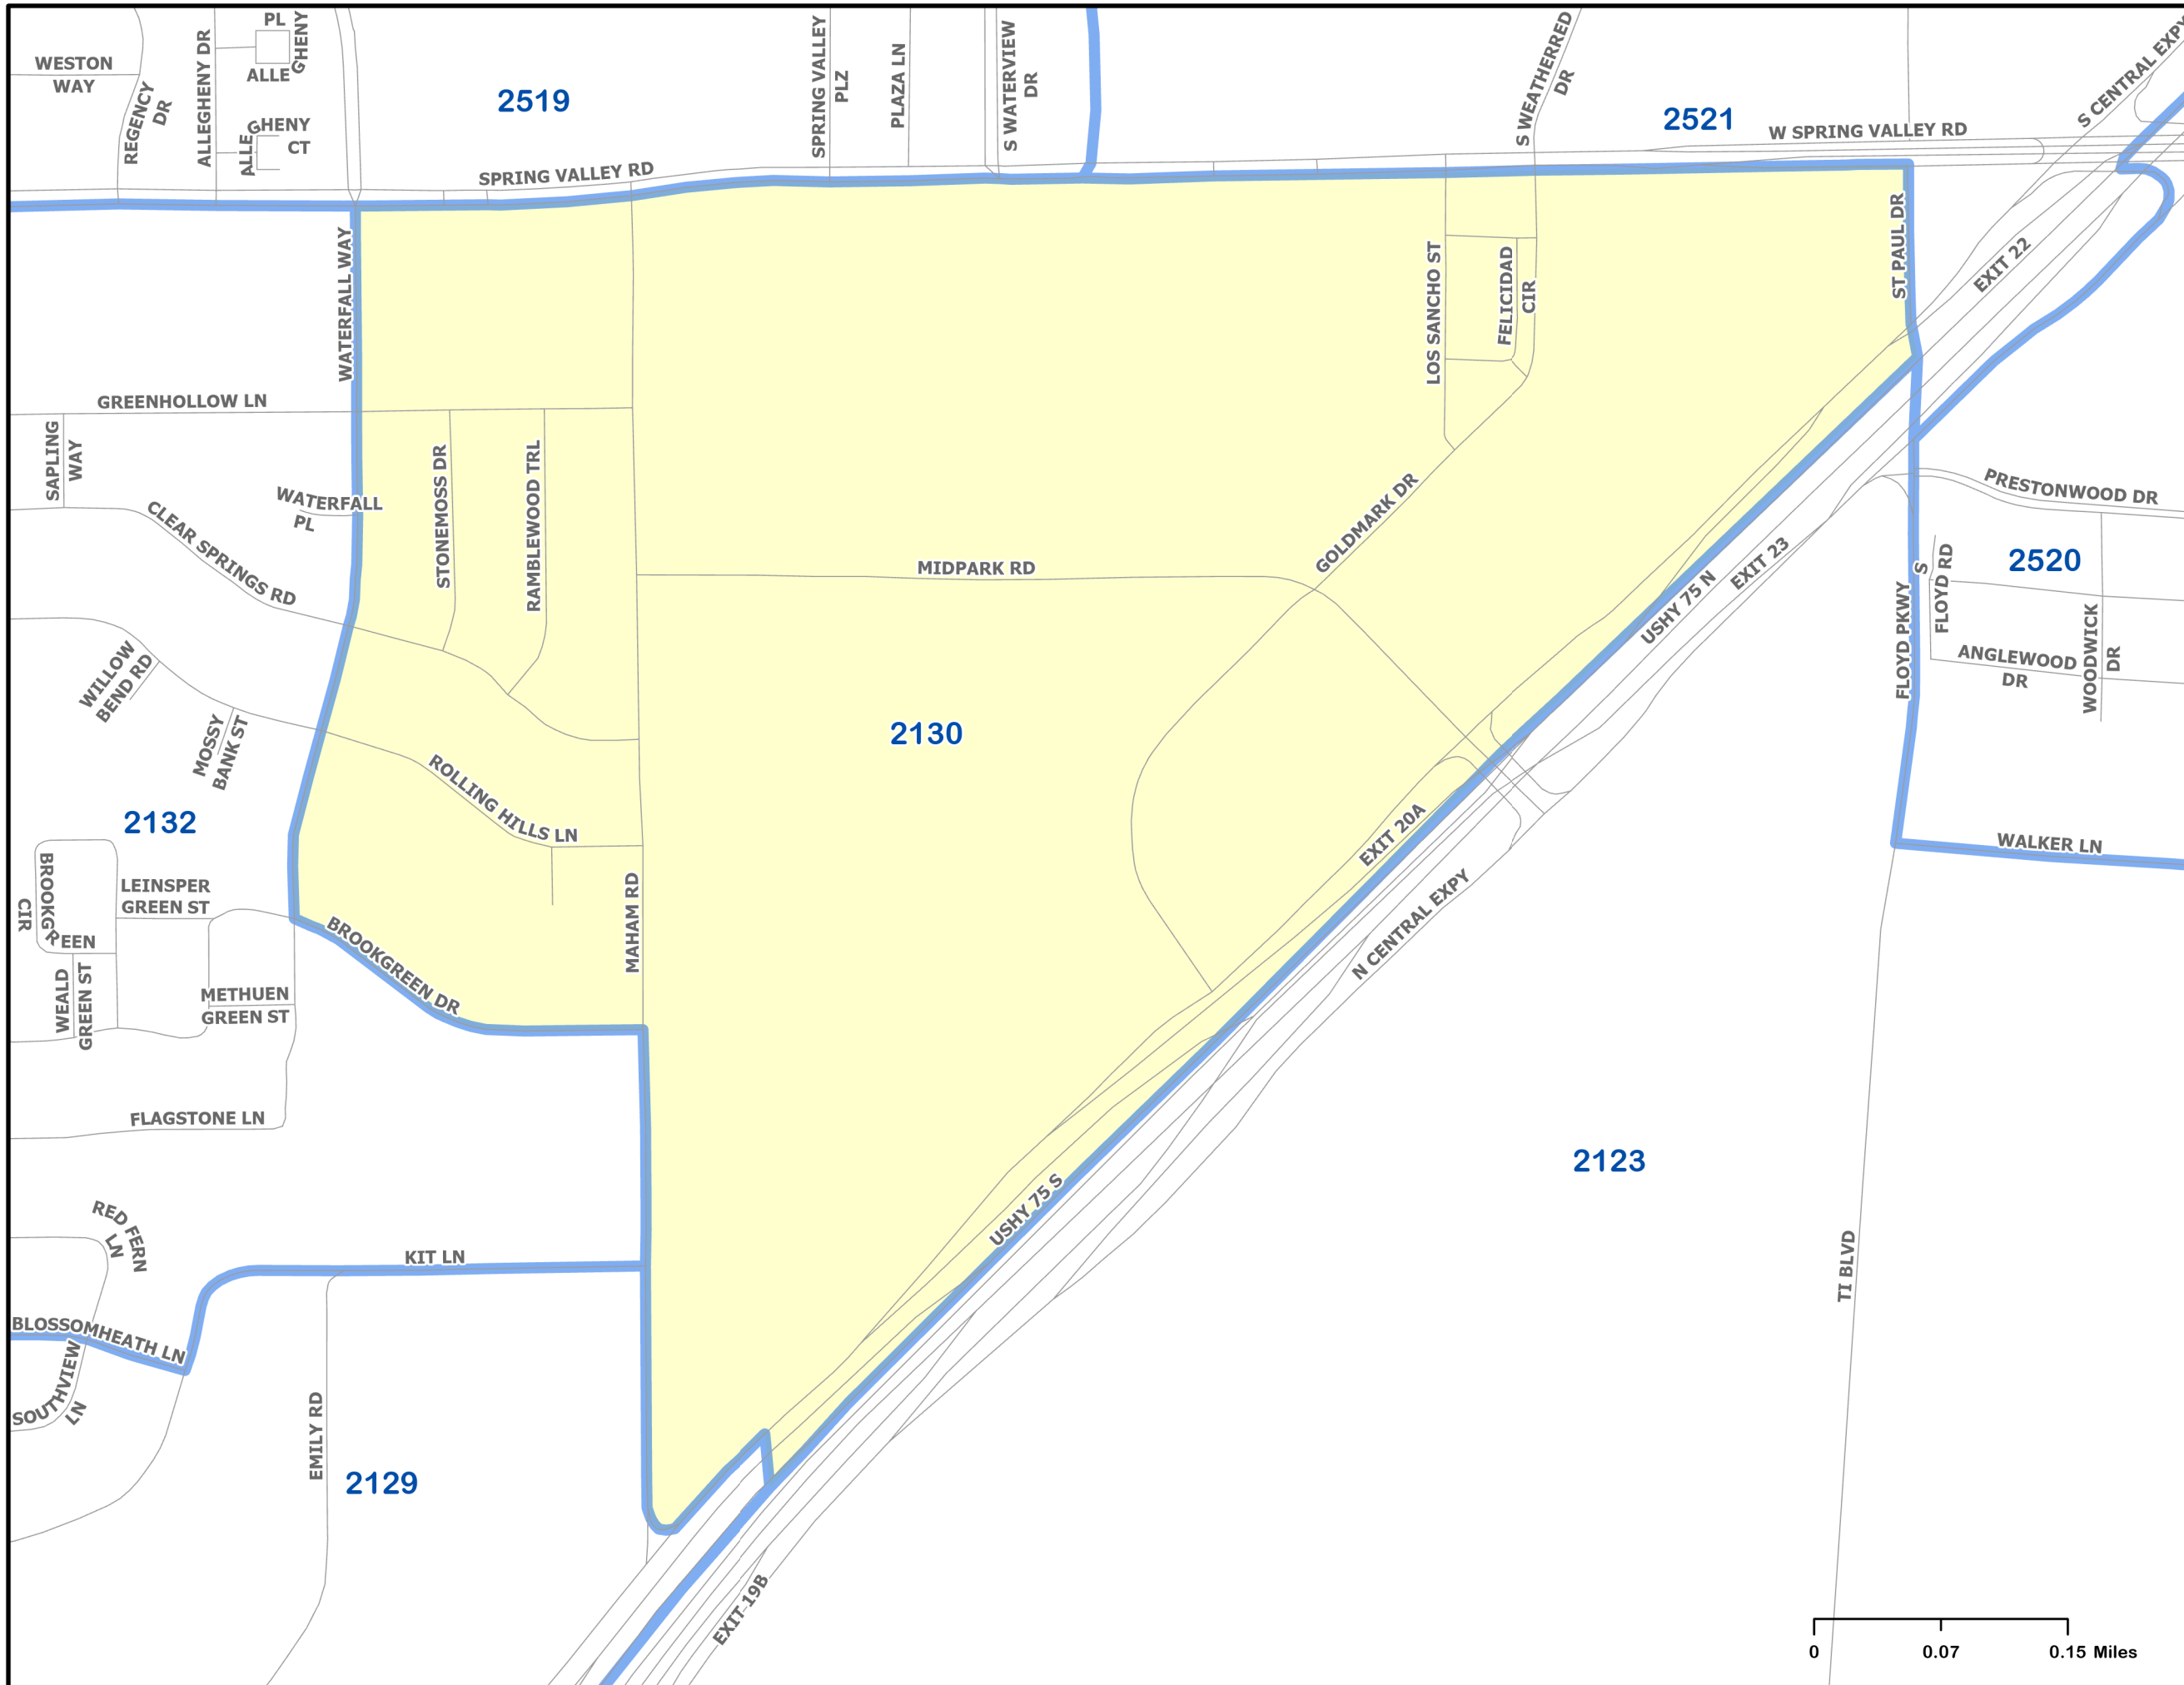 WESTON
WAY
REGENCY
DR
ALLEGHENY DR
PL
ALLE
GHENY
ALLE
GHENY
CT
2519
SPRING VALLEY RD
SPRING VALLEY
PLZ
PLAZA LN
S WATERVIEW
DR
S WEATHERRED
DR
2521
W SPRING VALLEY RD
S CENTRAL EXPY
WATERFALL WAY
ST PAUL DR
EXIT 22
LOS SANCHO ST
FELICIDAD
CIR
GREENHOLLOW LN
SAPLING
WAY
WATERFALL
PL
CLEAR SPRINGS RD
STONEMOSS DR
RAMBLEWOOD TRL
MIDPARK RD
GOLDMARK DR
USHY 75 N
EXIT 23
PRESTONWOOD DR
2520
S
FLOYD RD
FLOYD PKWY
ANGLEWOOD
DR
WOODWICK
DR
WILLOW
BEND RD
MOSSY
BANK ST
2130
ROLLING HILLS LN
2132
EXIT 20A
WALKER LN
BROOKG
REEN
CIR
LEINSPER
GREEN ST
WEALD
GREEN ST
METHUEN
GREEN ST
BROOKGREEN DR
MAHAM RD
N CENTRAL EXPY
FLAGSTONE LN
2123
USHY 75 S
RED FERN
LN
KIT LN
TI BLVD
BLOSSOMHEATH LN
SOUTHVIEW
LN
EMILY RD
2129
EXIT 19B
0 0.07 0.15 Miles